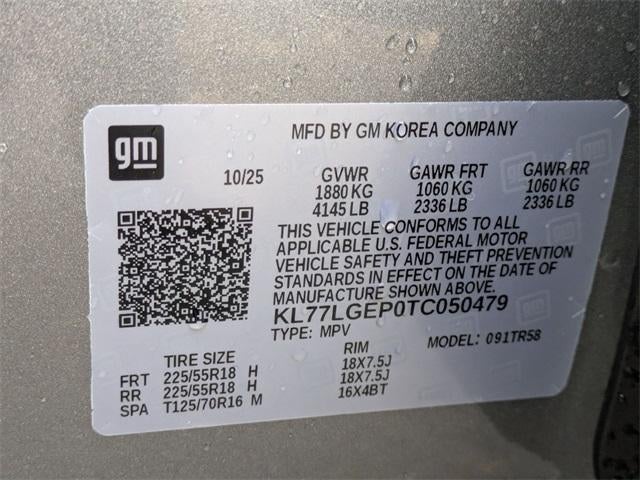 gm
MFD BY GM KOREA COMPANY
10/25 GVWR GAWR FRT GAWR RR
1880 KG 1060 KG 1060 KG
4145 LB 2336 LB 2336 LB
THIS VEHICLE CONFORMS TO ALL
APPLICABLE U.S. FEDERAL MOTOR
VEHICLE SAFETY AND THEFT PREVENTION
STANDARDS IN EFFECT ON THE DATE OF
MANUFACTURE SHOWN ABOVE.
KL77LGEP0TC050479
TYPE: MPV MODEL: 091TR58
TIRE SIZE RIM
FRT 225/55R18 H 18X7.5J
RR 225/55R18 H 18X7.5J
SPA T125/70R16 M 16X4BT